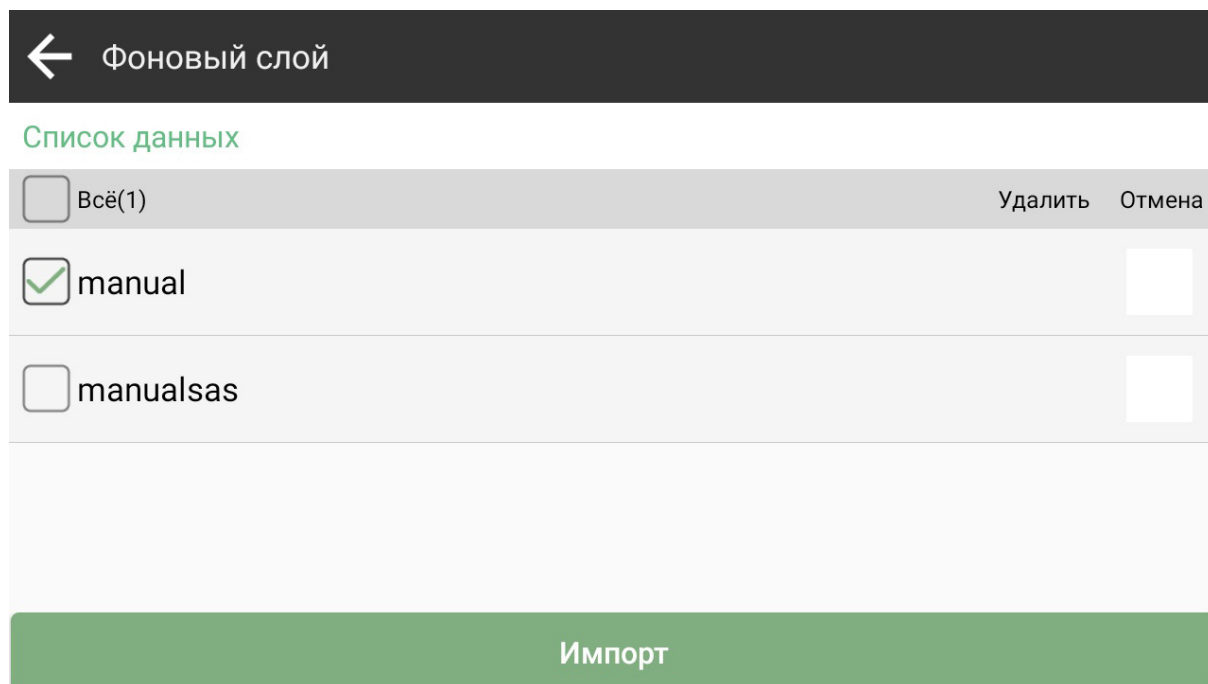 Фоновый слой
Список данных
Всё(1) Удалить Отмена
manual
manualsas
Импорт